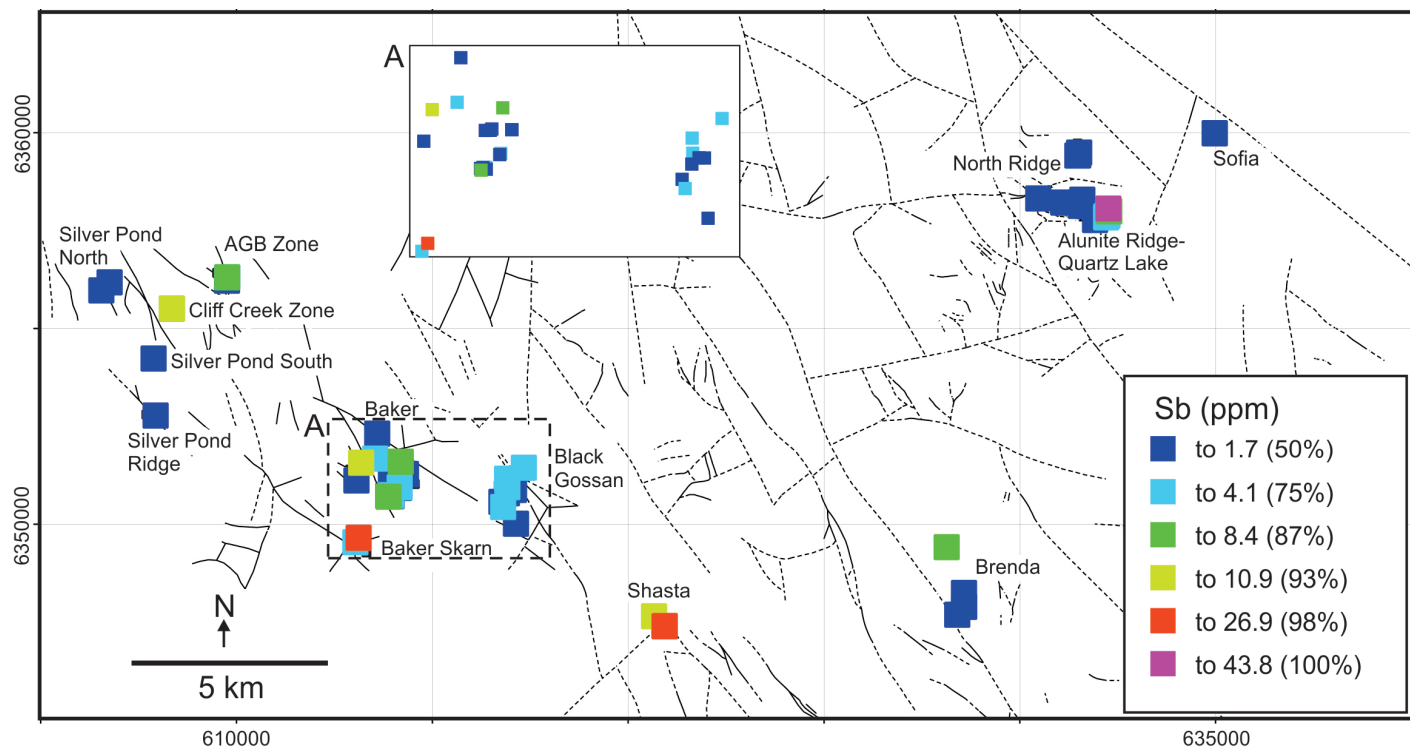 A
6360000
North Ridge
Sofia
Silver Pond
North
AGB Zone
Alunite Ridge-
Quartz Lake
Cliff Creek Zone
Silver Pond South
Baker
A
Silver Pond
Ridge
Black
Gossan
6350000
Baker Skarn
Brenda
Shasta
N
5 km
Sb (ppm)
to 1.7 (50%)
to 4.1 (75%)
to 8.4 (87%)
to 10.9 (93%)
to 26.9 (98%)
to 43.8 (100%)
610000
635000